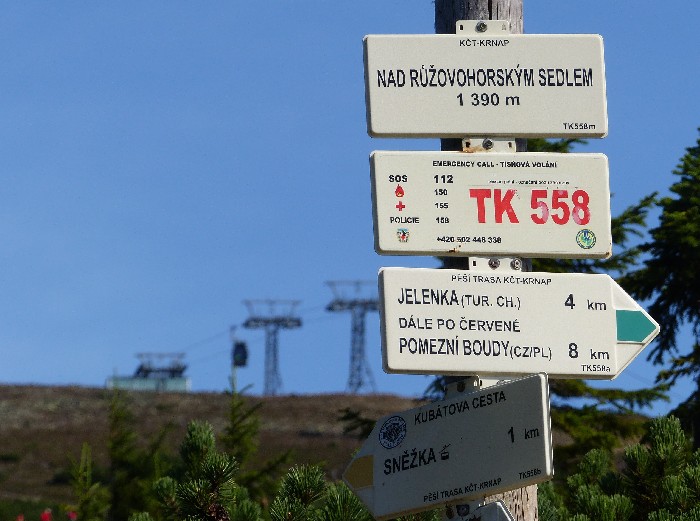 KČT-KRNAP
NAD RŮŽOVOHORSKÝM SEDLEM
1 390 m
TK558m
EMERGENCY CALL - TÍSŇOVÉ VOLÁNÍ
SOS 112
150
155
POLICIE 158
TK 558
+420 602 448 338
PĚŠÍ TRASA KČT-KRNAP
JELENKA (TUR. CH.) 4 km
DÁLE PO ČERVENÉ
POMEZNÍ BOUDY (CZ/PL) 8 km
TK558a
KUBÁTOVA CESTA
SNĚŽKA 1 km
PĚŠÍ TRASA KČT-KRNAP
TK558b